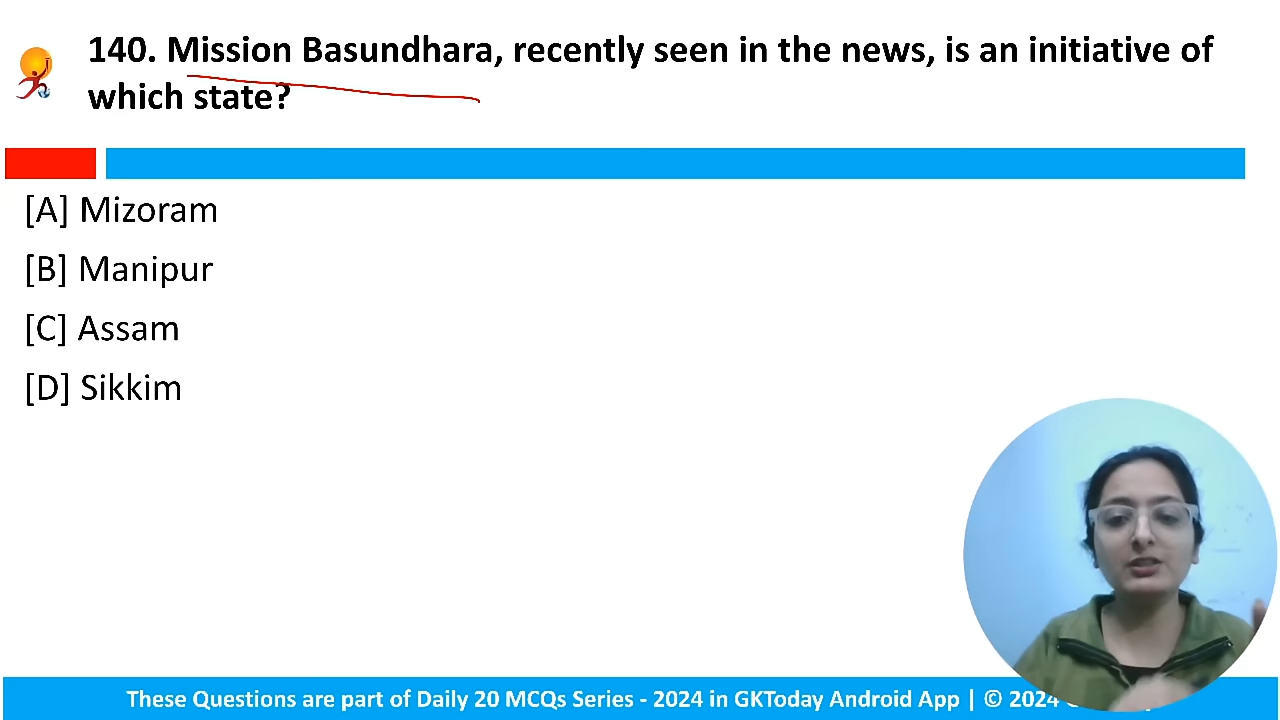 140. Mission Basundhara, recently seen in the news, is an initiative of
which state?
[A] Mizoram
[B] Manipur
[C] Assam
[D] Sikkim
These Questions are part of Daily 20 MCQs Series - 2024 in GKToday Android App | © 2024